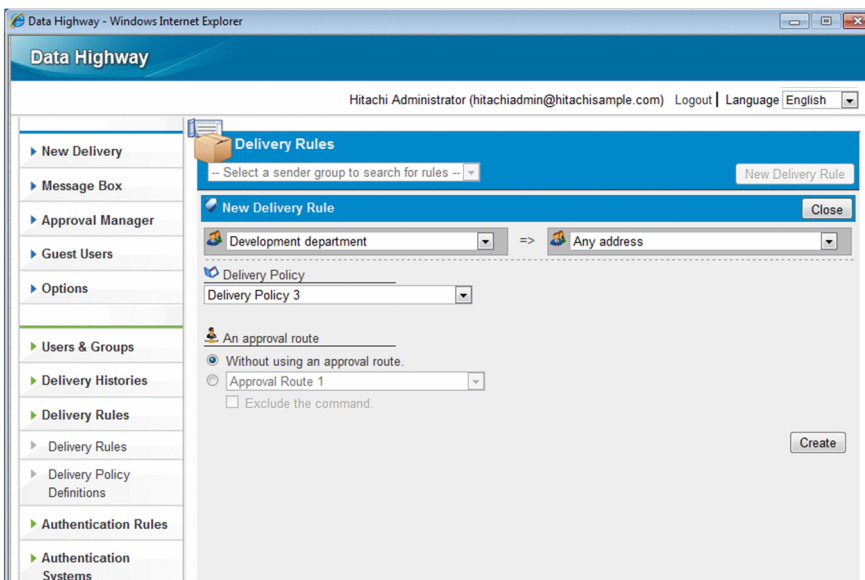 Data Highway - Windows Internet Explorer
Data Highway
Hitachi Administrator (hitachiadmin@hitachisample.com) Logout Language English
New Delivery
Message Box
Approval Manager
Guest Users
Options
Users & Groups
Delivery Histories
Delivery Rules
Delivery Rules
Delivery Policy
Definitions
Authentication Rules
Authentication
Systems
Delivery Rules
-- Select a sender group to search for rules --
New Delivery Rule
New Delivery Rule
Close
Development department => Any address
Delivery Policy
Delivery Policy 3
An approval route
Without using an approval route.
Approval Route 1
Exclude the command.
Create